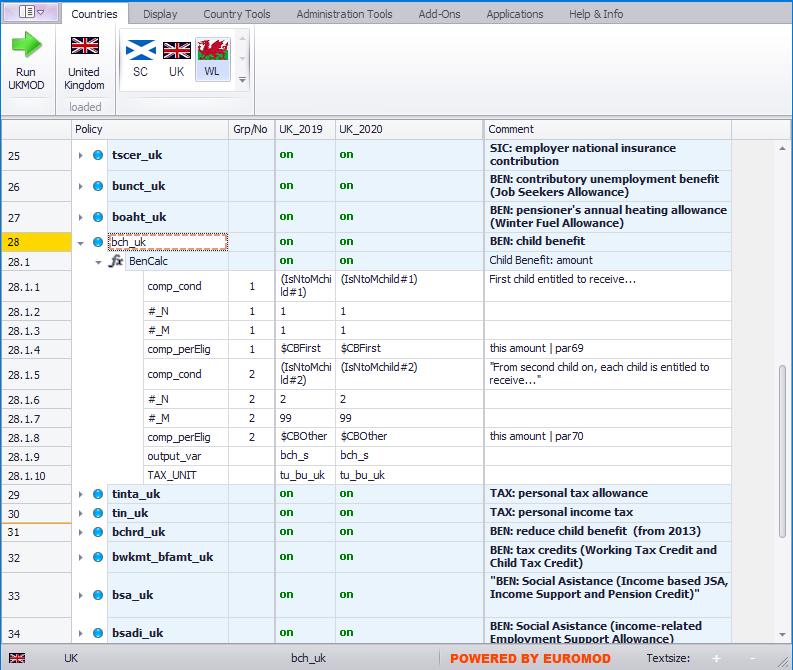 Countries Display Country Tools Administration Tools Add-Ons Applications Help & Info
Run
UKMOD
United
Kingdom
loaded
SC UK WL
Policy Grp/No UK_2019 UK_2020 Comment
25 tscer_uk on on SIC: employer national insurance
contribution
26 bunct_uk on on BEN: contributory unemployment benefit
(Job Seekers Allowance)
27 boaht_uk on on BEN: pensioner's annual heating allowance
(Winter Fuel Allowance)
28 bch_uk on on BEN: child benefit
28.1 fx BenCalc on on Child Benefit: amount
28.1.1 comp_cond 1 (IsNtoMchi (IsNtoMchild#1) First child entitled to receive...
ld#1)
28.1.2 #_N 1 1 1
28.1.3 #_M 1 1 1
28.1.4 comp_perElig 1 $CBFirst $CBFirst this amount | par69
28.1.5 comp_cond 2 (IsNtoMchi (IsNtoMchild#2) "From second child on, each child is entitled to
ld#2) receive..."
28.1.6 #_N 2 2 2
28.1.7 #_M 2 99 99
28.1.8 comp_perElig 2 $CBOther $CBOther this amount | par70
28.1.9 output_var bch_s bch_s
28.1.10 TAX_UNIT tu_bu_uk tu_bu_uk
29 tinta_uk on on TAX: personal tax allowance
30 tin_uk on on TAX: personal income tax
31 bchrd_uk on on BEN: reduce child benefit (from 2013)
32 bwkmt_bfamt_uk on on BEN: tax credits (Working Tax Credit and
Child Tax Credit)
33 bsa_uk on on "BEN: Social Asistance (Income based JSA,
Income Support and Pension Credit)"
34 bsadi_uk on on BEN: Social Asistance (income-related
Employment Support Allowance)
UK bch_uk POWERED BY EUROMOD Textsize: + -